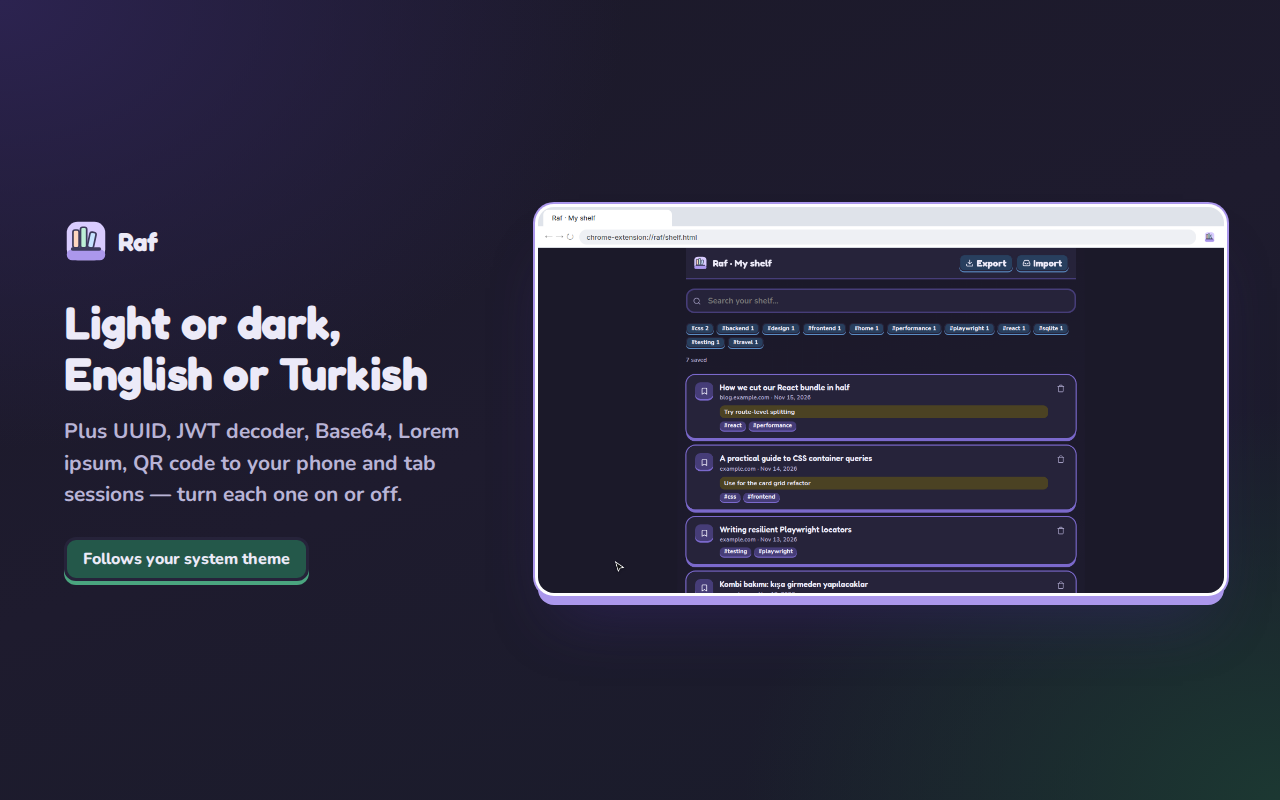 Raf
Light or dark,
English or Turkish
Plus UUID, JWT decoder, Base64, Lorem
ipsum, QR code to your phone and tab
sessions — turn each one on or off.
Follows your system theme
Raf · My shelf
chrome-extension://raf/shelf.html
Raf · My shelf
Export
Import
Search your shelf...
#css 2 #backend 1 #design 1 #frontend 1 #home 1 #performance 1 #playwright 1 #react 1 #sqlite 1
#testing 1 #travel 1
7 saved
How we cut our React bundle in half
blog.example.com · Nov 15, 2026
Try route-level splitting
#react #performance
A practical guide to CSS container queries
example.com · Nov 14, 2026
Use for the card grid refactor
#css #frontend
Writing resilient Playwright locators
example.com · Nov 13, 2026
#testing #playwright
Kombi bakımı: kışa girmeden yapılacaklar